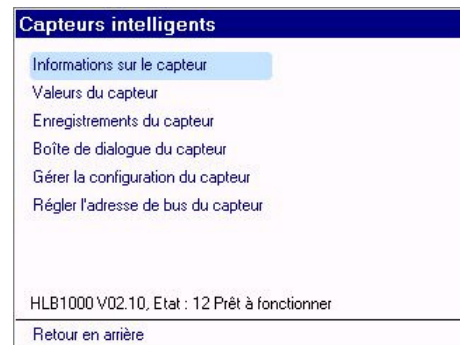 Capteurs intelligents
Informations sur le capteur
Valeurs du capteur
Enregistrements du capteur
Boîte de dialogue du capteur
Gérer la configuration du capteur
Régler l'adresse de bus du capteur
HLB1000 V02.10, Etat : 12 Prêt à fonctionner
Retour en arrière